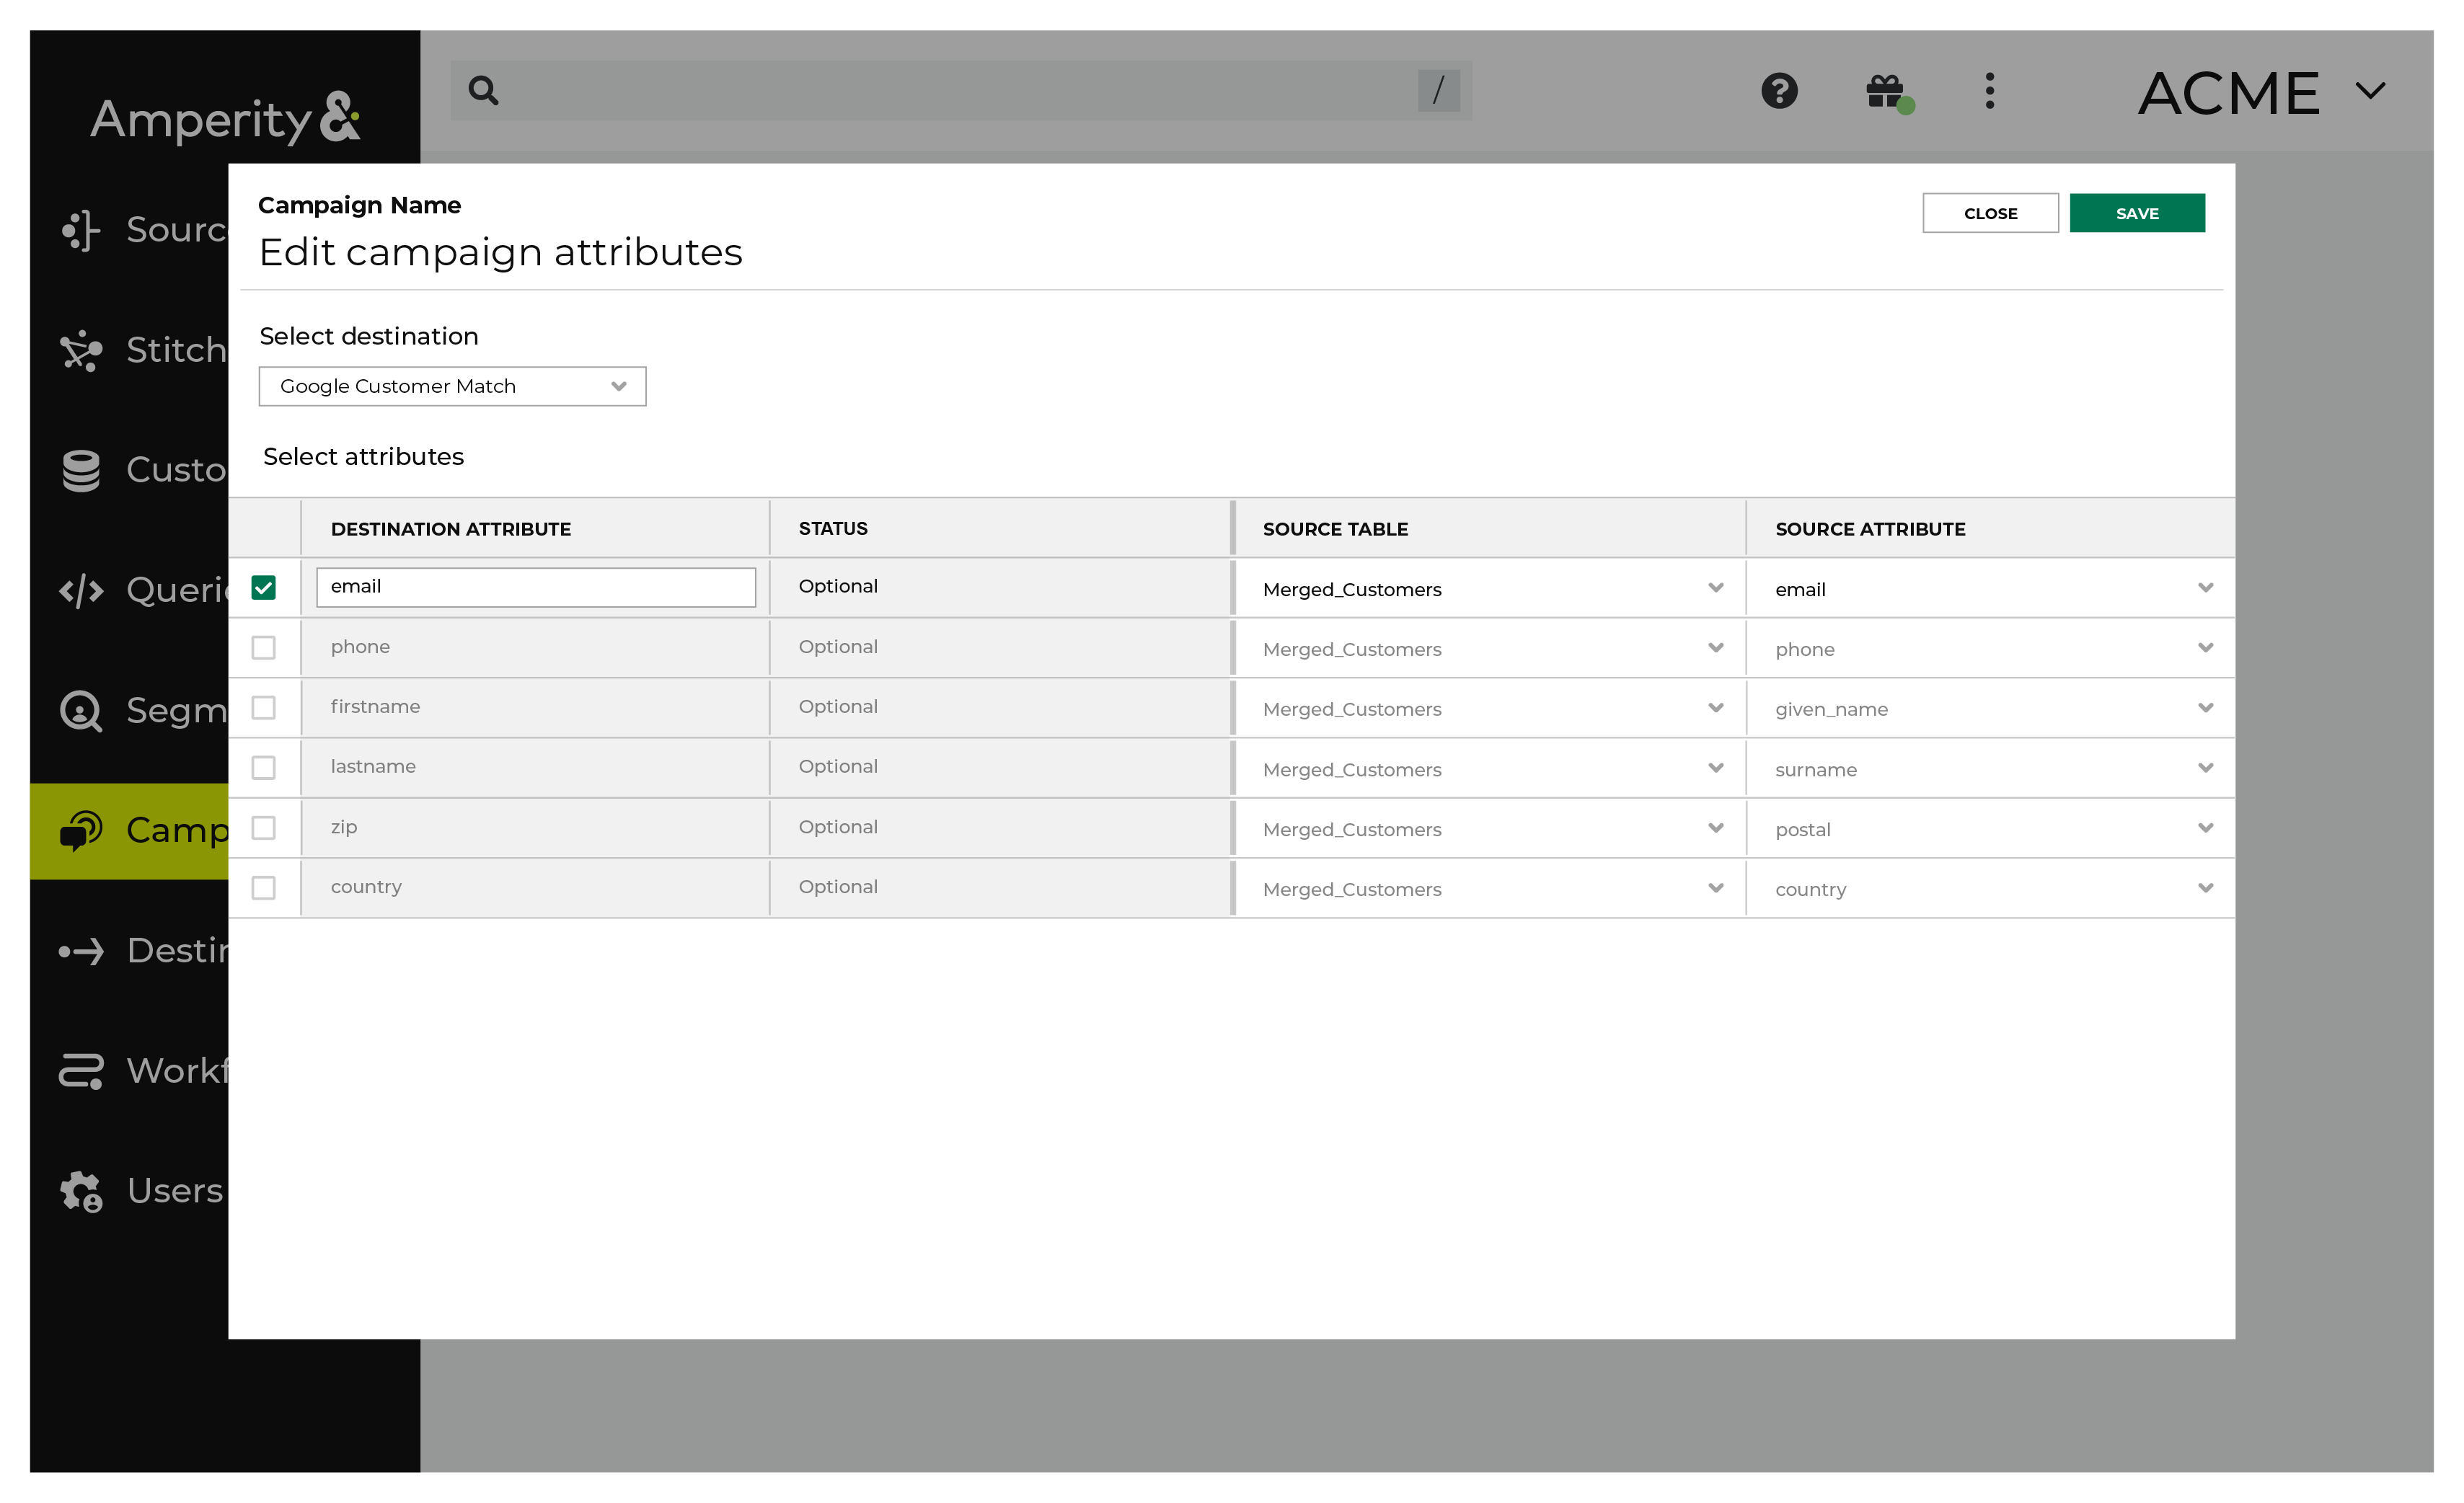 Amperity
/
ACME
Sourc
Stitch
Custo
Queri
Segm
Camp
Destin
Workf
Users
Campaign Name
Edit campaign attributes
CLOSE
SAVE
Select destination
Google Customer Match
Select attributes
DESTINATION ATTRIBUTE STATUS SOURCE TABLE SOURCE ATTRIBUTE
email Optional Merged_Customers email
phone Optional Merged_Customers phone
firstname Optional Merged_Customers given_name
lastname Optional Merged_Customers surname
zip Optional Merged_Customers postal
country Optional Merged_Customers country